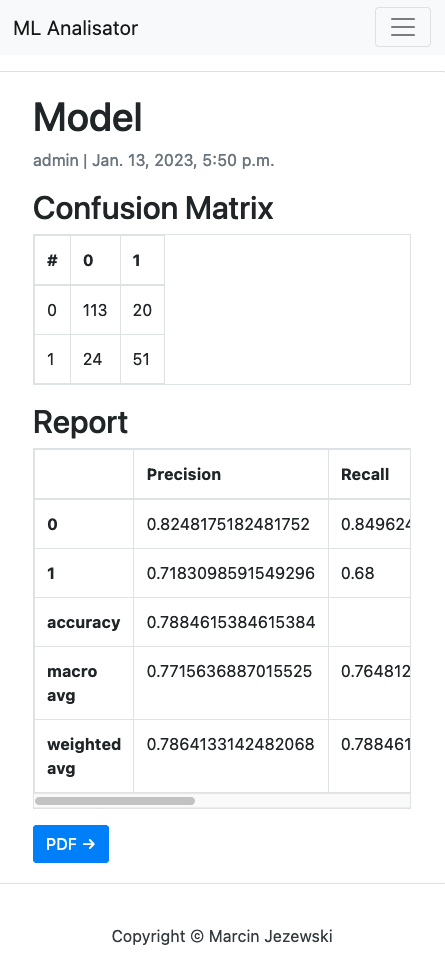 ML Analisator
Model
admin | Jan. 13, 2023, 5:50 p.m.
Confusion Matrix
# 0 1
0 113 20
1 24 51
Report
Precision Recall
0 0.8248175182481752 0.849624
1 0.7183098591549296 0.68
accuracy 0.7884615384615384
macro avg 0.7715636887015525 0.764812
weighted avg 0.7864133142482068 0.788461
PDF →
Copyright © Marcin Jezewski